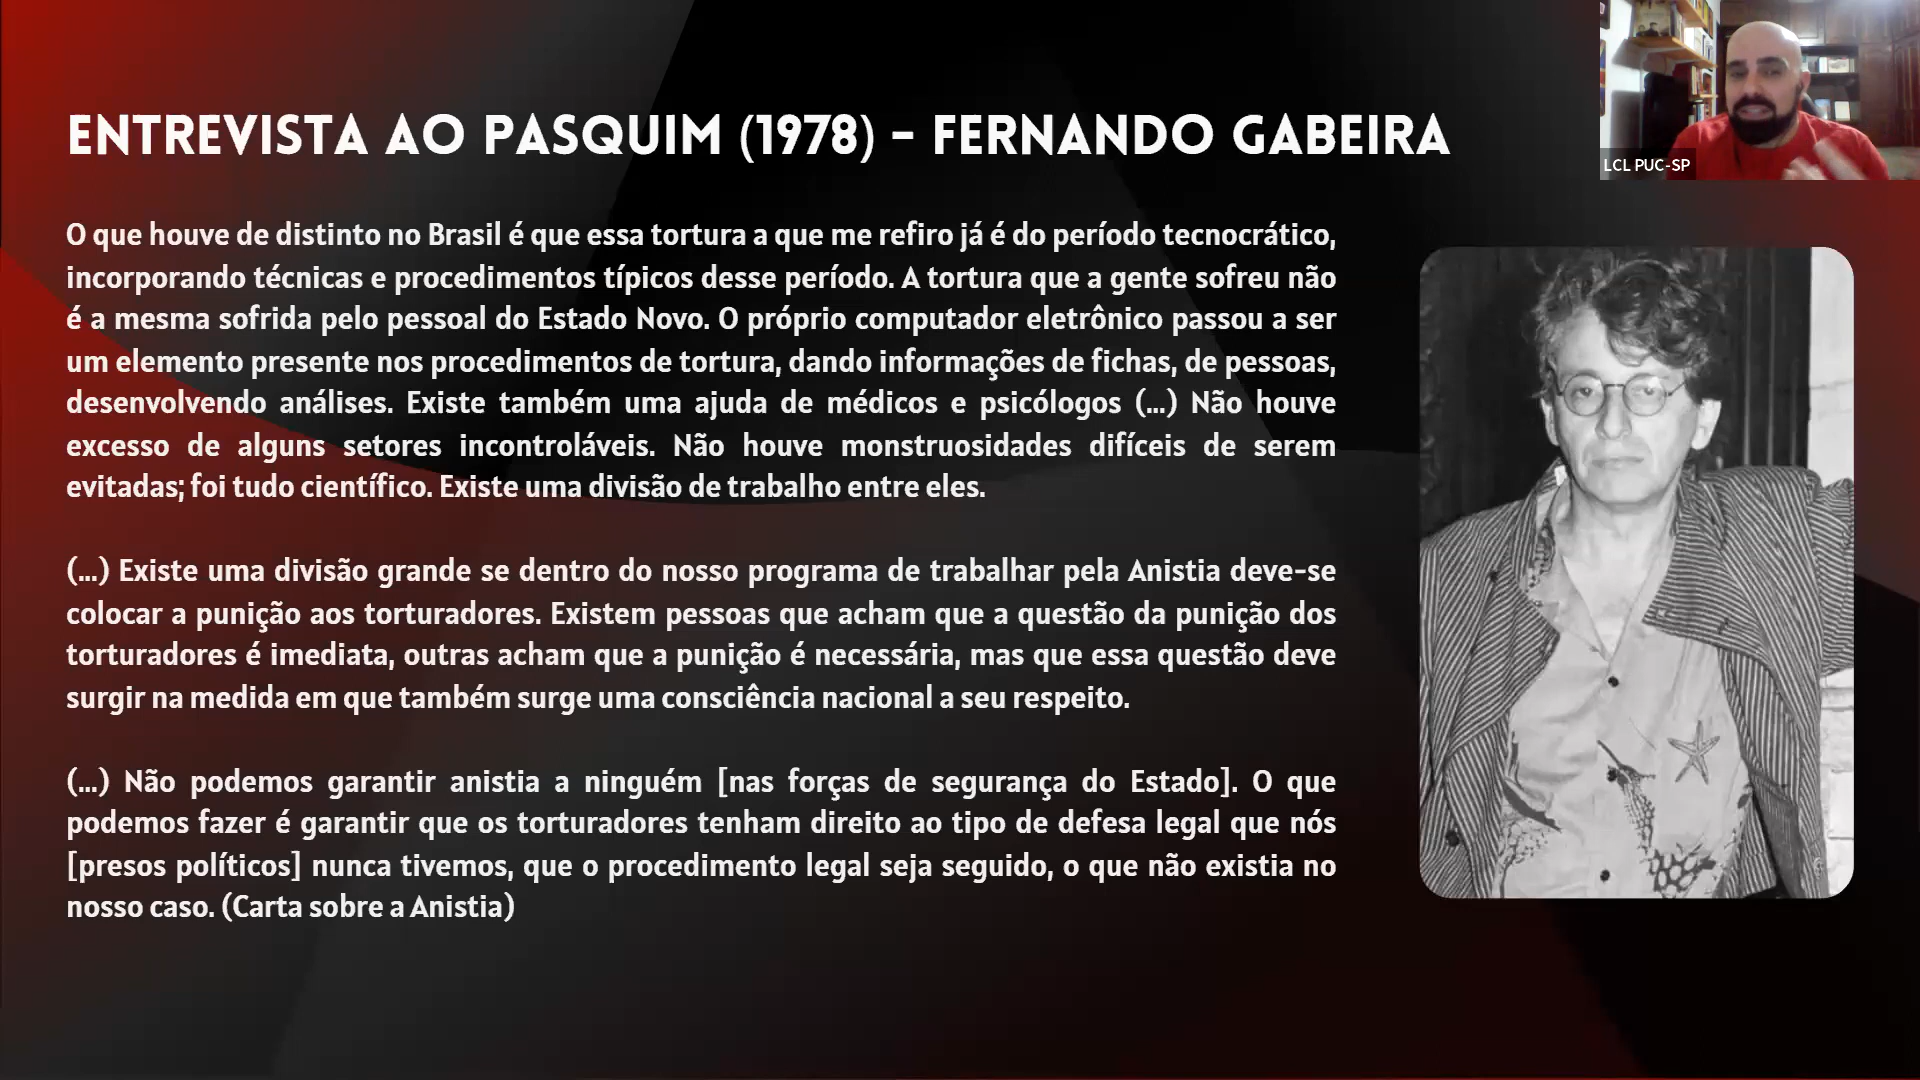 ENTREVISTA AO PASQUIM (1978) - FERNANDO GABEIRA
LCL PUC-SP
O que houve de distinto no Brasil é que essa tortura a que me refiro já é do período tecnocrático,
incorporando técnicas e procedimentos típicos desse período. A tortura que a gente sofreu não
é a mesma sofrida pelo pessoal do Estado Novo. O próprio computador eletrônico passou a ser
um elemento presente nos procedimentos de tortura, dando informações de fichas, de pessoas,
desenvolvendo análises. Existe também uma ajuda de médicos e psicólogos (...) Não houve
excesso de alguns setores incontroláveis. Não houve monstruosidades difíceis de serem
evitadas; foi tudo científico. Existe uma divisão de trabalho entre eles.
(...) Existe uma divisão grande se dentro do nosso programa de trabalhar pela Anistia deve-se
colocar a punição aos torturadores. Existem pessoas que acham que a questão da punição dos
torturadores é imediata, outras acham que a punição é necessária, mas que essa questão deve
surgir na medida em que também surge uma consciência nacional a seu respeito.
(...) Não podemos garantir anistia a ninguém [nas forças de segurança do Estado]. O que
podemos fazer é garantir que os torturadores tenham direito ao tipo de defesa legal que nós
[presos políticos] nunca tivemos, que o procedimento legal seja seguido, o que não existia no
nosso caso. (Carta sobre a Anistia)